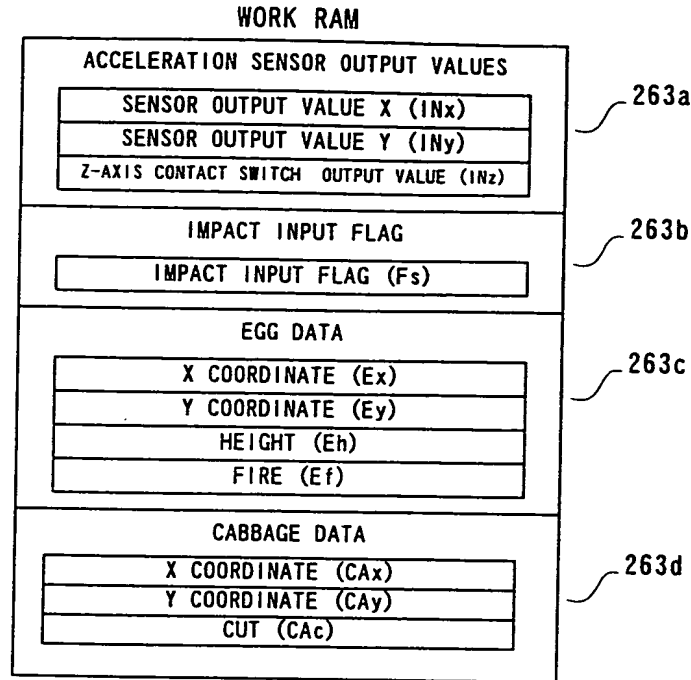 WORK RAM
ACCELERATION SENSOR OUTPUT VALUES
SENSOR OUTPUT VALUE X (INx)
SENSOR OUTPUT VALUE Y (INy)
Z-AXIS CONTACT SWITCH OUTPUT VALUE (INz)
263a
IMPACT INPUT FLAG
IMPACT INPUT FLAG (Fs)
263b
EGG DATA
X COORDINATE (Ex)
Y COORDINATE (Ey)
HEIGHT (Eh)
FIRE (Ef)
263c
CABBAGE DATA
X COORDINATE (CAx)
Y COORDINATE (CAy)
CUT (CAc)
263d